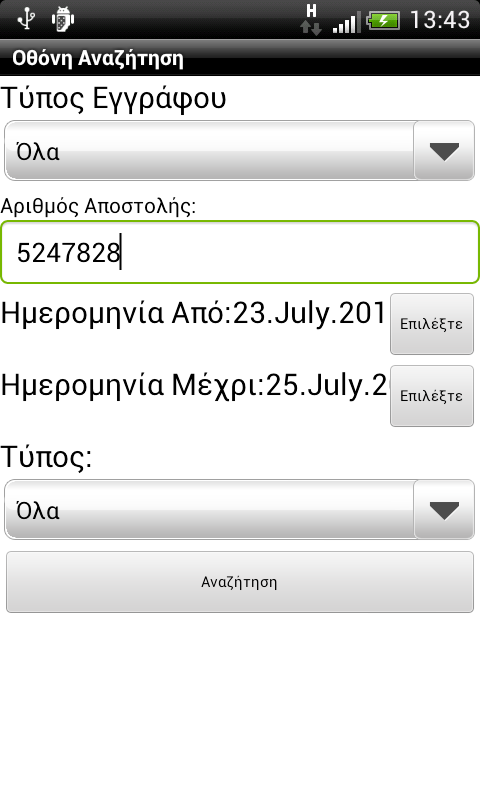 H 13:43
Οθόνη Αναζήτηση
Τύπος Εγγράφου
Όλα
Αριθμός Αποστολής:
5247828
Ημερομηνία Από:23.July.201
Επιλέξτε
Ημερομηνία Μέχρι:25.July.2
Επιλέξτε
Τύπος:
Όλα
Αναζήτηση